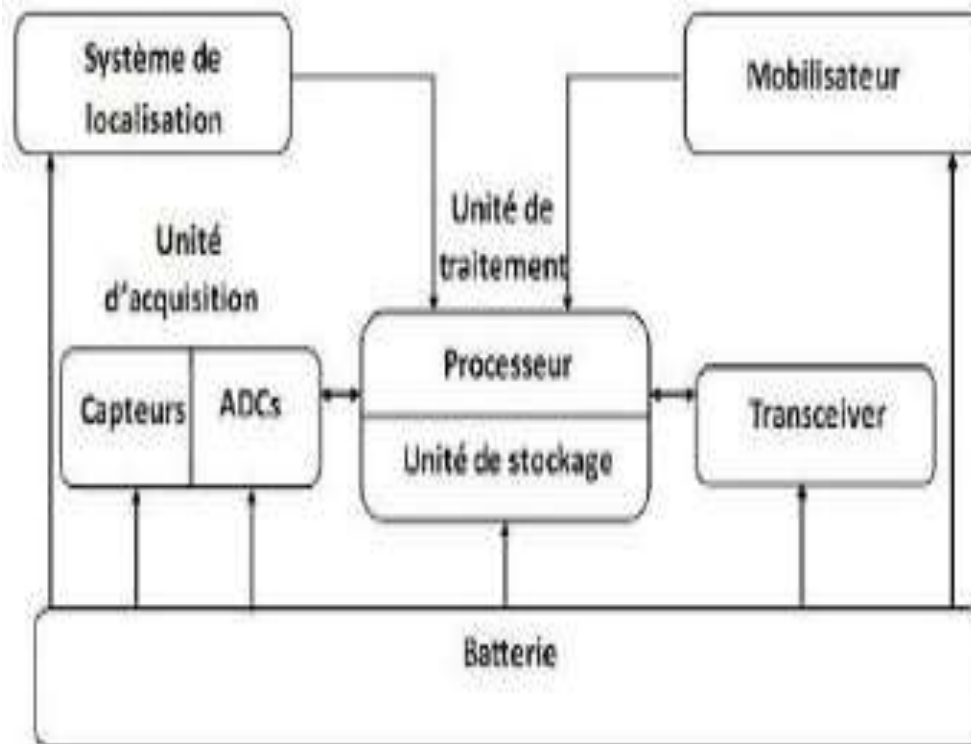 Système de
localisation
Mobilisateur
Unité
d'acquisition
Unité de
traitement
Capteurs
ADCs
Processeur
Unité de stockage
Transceiver
Batterie